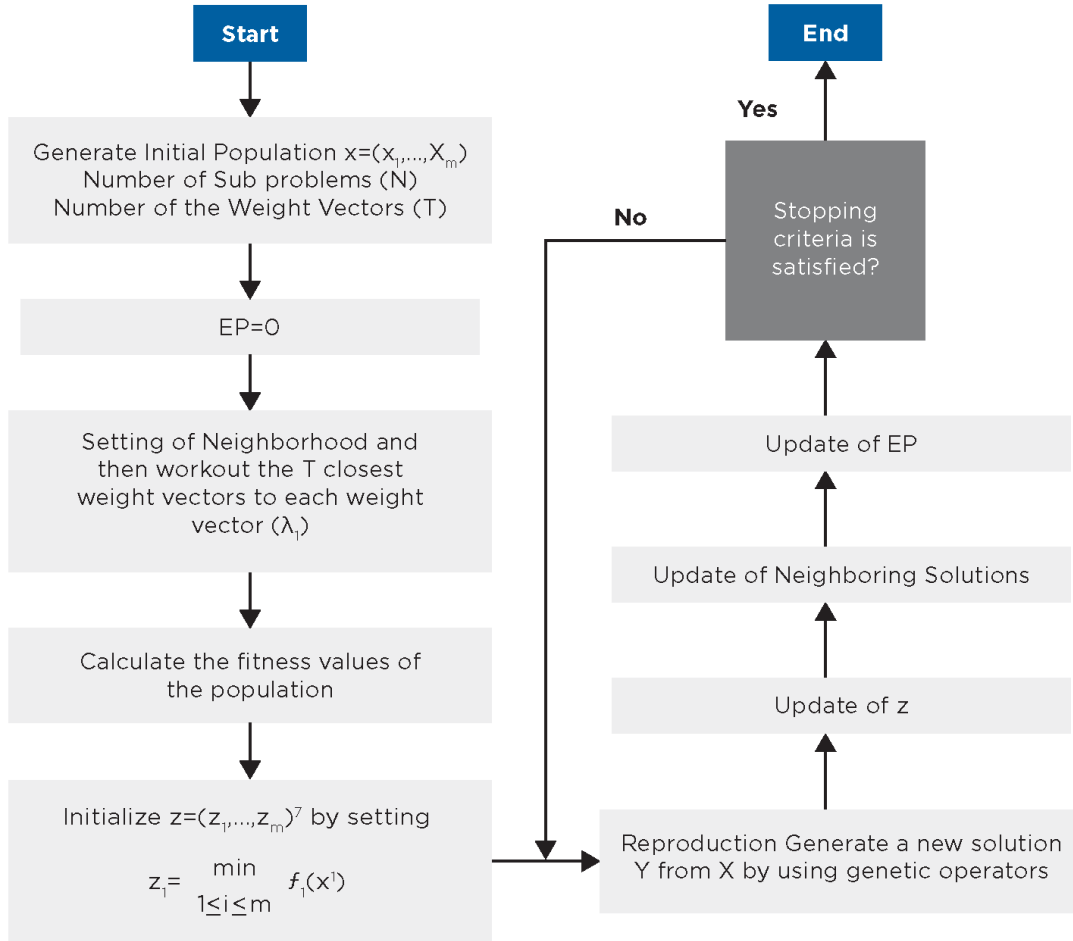 Start
Generate Initial Population x=(x₁,...,Xₘ)
Number of Sub problems (N)
Number of the Weight Vectors (T)
EP=0
Setting of Neighborhood and
then workout the T closest
weight vectors to each weight
vector (λ₁)
Calculate the fitness values of
the population
Initialize z=(z₁,...,zₘ)⁷ by setting
z₁= min ƒ₁(x¹)
1≤i≤m
End
Yes
Stopping
criteria is
satisfied?
No
Update of EP
Update of Neighboring Solutions
Update of z
Reproduction Generate a new solution
Y from X by using genetic operators